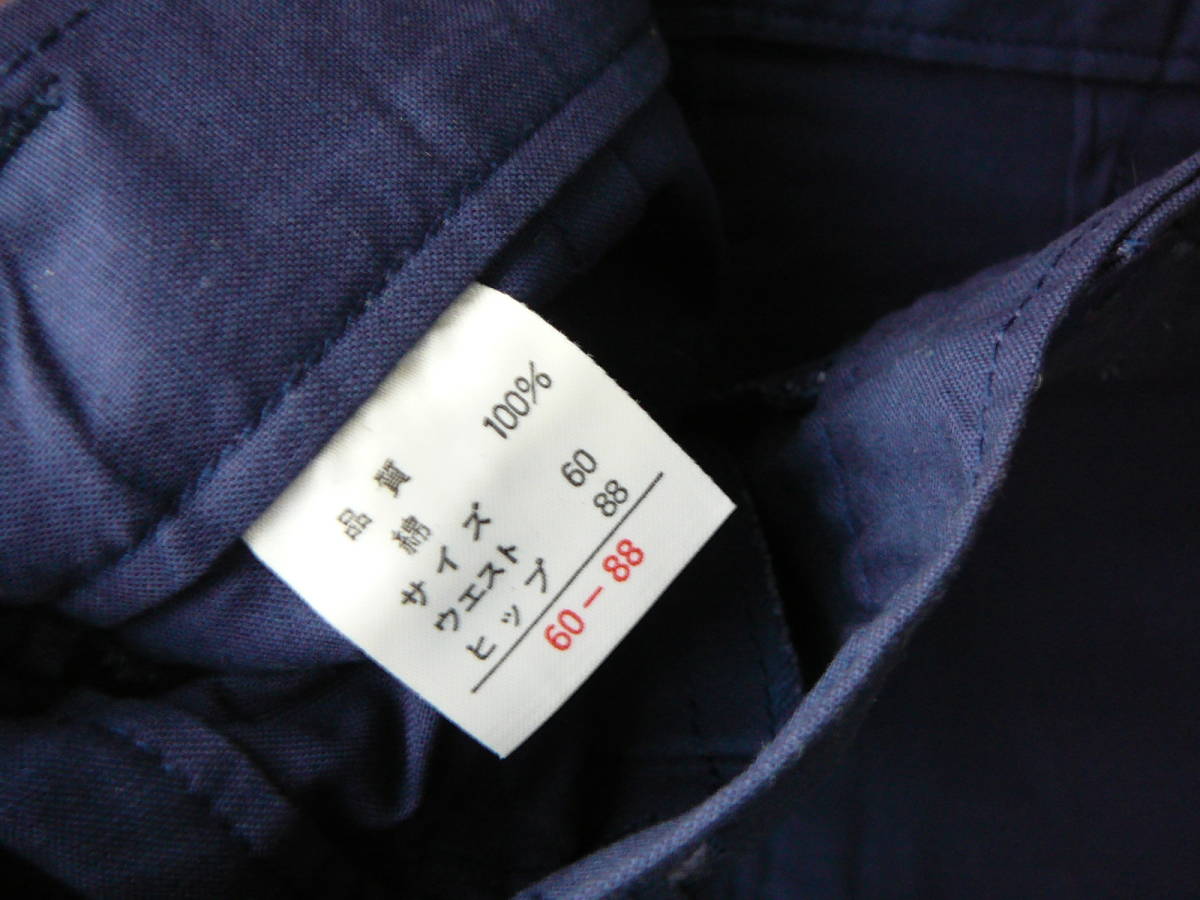 品質
綿 100%
サイズ
ウエスト 60
ヒップ 88
60-88